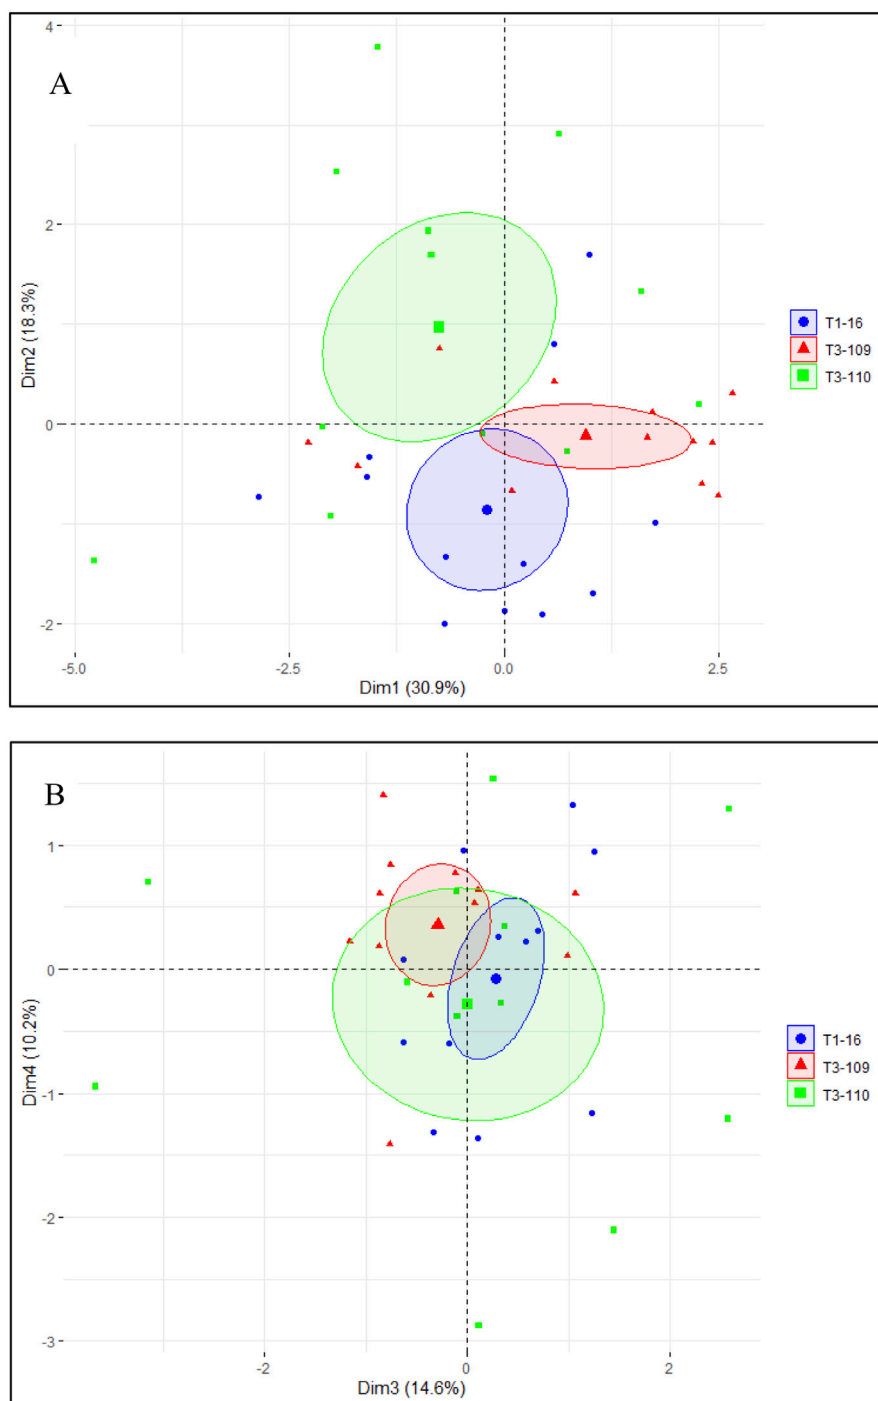 A
4
2
0
-2
Dim2 (18.3%)
-5.0
-2.5
0.0
2.5
Dim1 (30.9%)
T1-16
T3-109
T3-110
B
1
0
-1
-2
-3
Dim4 (10.2%)
-2
0
2
Dim3 (14.6%)
T1-16
T3-109
T3-110